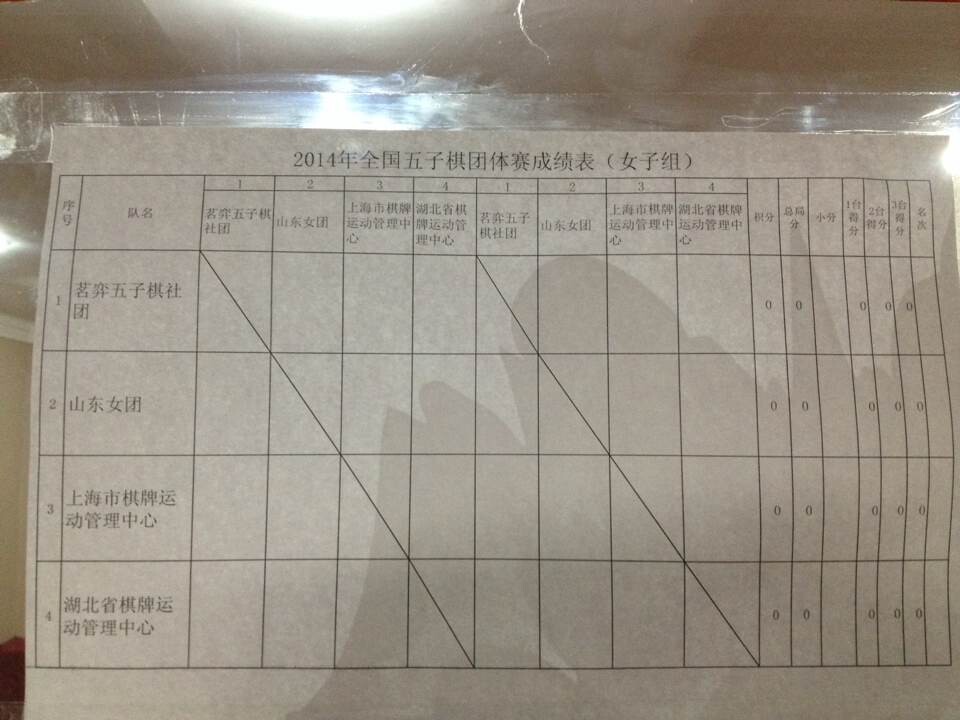 2014年全国五子棋团体赛成绩表（女子组）
序号 队名 1 2 3 4 1 2 3 4 积分 总局分 小分 1台得分 2台得分 3台得分 名次
茗弈五子棋社团 山东女团 上海市棋牌运动管理中心 湖北省棋牌运动管理中心 茗弈五子棋社团 山东女团 上海市棋牌运动管理中心 湖北省棋牌运动管理中心
1 茗弈五子棋社团 0 0 0 0 0
2 山东女团 0 0 0 0 0
3 上海市棋牌运动管理中心 0 0 0 0 0
4 湖北省棋牌运动管理中心 0 0 0 0 0